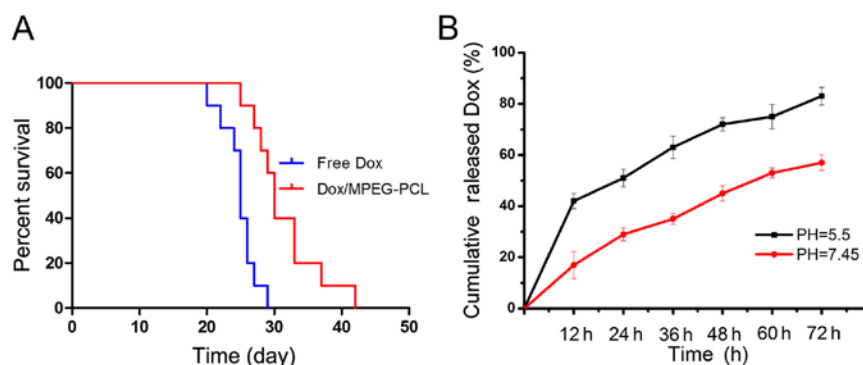 A
Percent survival
100
80
60
40
20
0
Free Dox
Dox/MPEG-PCL
0 10 20 30 40 50
Time (day)
B
Cumulative raleased Dox (%)
100
80
60
40
20
0
PH=5.5
PH=7.45
12 h 24 h 36 h 48 h 60 h 72 h
Time (h)